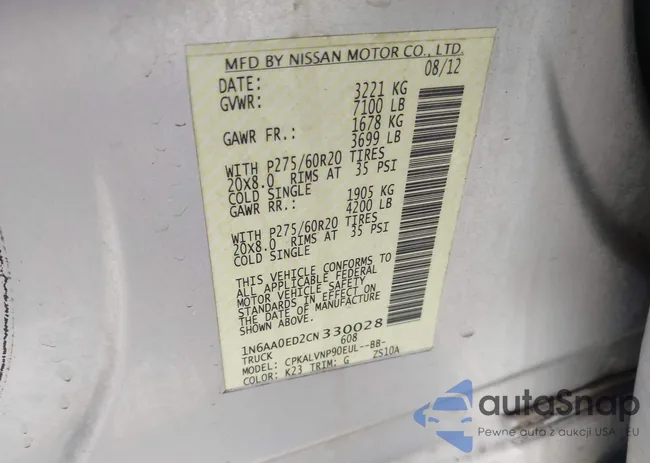 MFD BY NISSAN MOTOR CO., LTD.
DATE: 08/12
GVWR: 3221 KG
7100 LB
GAWR FR.: 1678 KG
3699 LB
WITH P275/60R20 TIRES
20X8.0 RIMS AT 35 PSI
COLD SINGLE
GAWR RR.: 1905 KG
4200 LB
WITH P275/60R20 TIRES
20X8.0 RIMS AT 35 PSI
COLD SINGLE
THIS VEHICLE CONFORMS TO
ALL APPLICABLE FEDERAL
MOTOR VEHICLE SAFETY
STANDARDS IN EFFECT ON
THE DATE OF MANUFACTURE
SHOWN ABOVE.
1N6AA0ED2CN330028
TRUCK 608
MODEL: CPKALVNP90EUL--BB-
COLOR: K23 TRIM: G ZS10A
autoSnap
Pewne auto z aukcji USA i EU